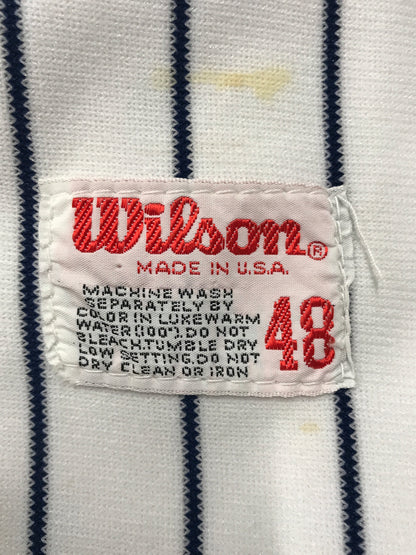 Wilson®
MADE IN U.S.A.
MACHINE WASH
SEPARATELY BY
COLOR IN LUKEWARM
WATER (100°). DO NOT
BLEACH. TUMBLE DRY
LOW SETTING. DO NOT
DRY CLEAN OR IRON
48